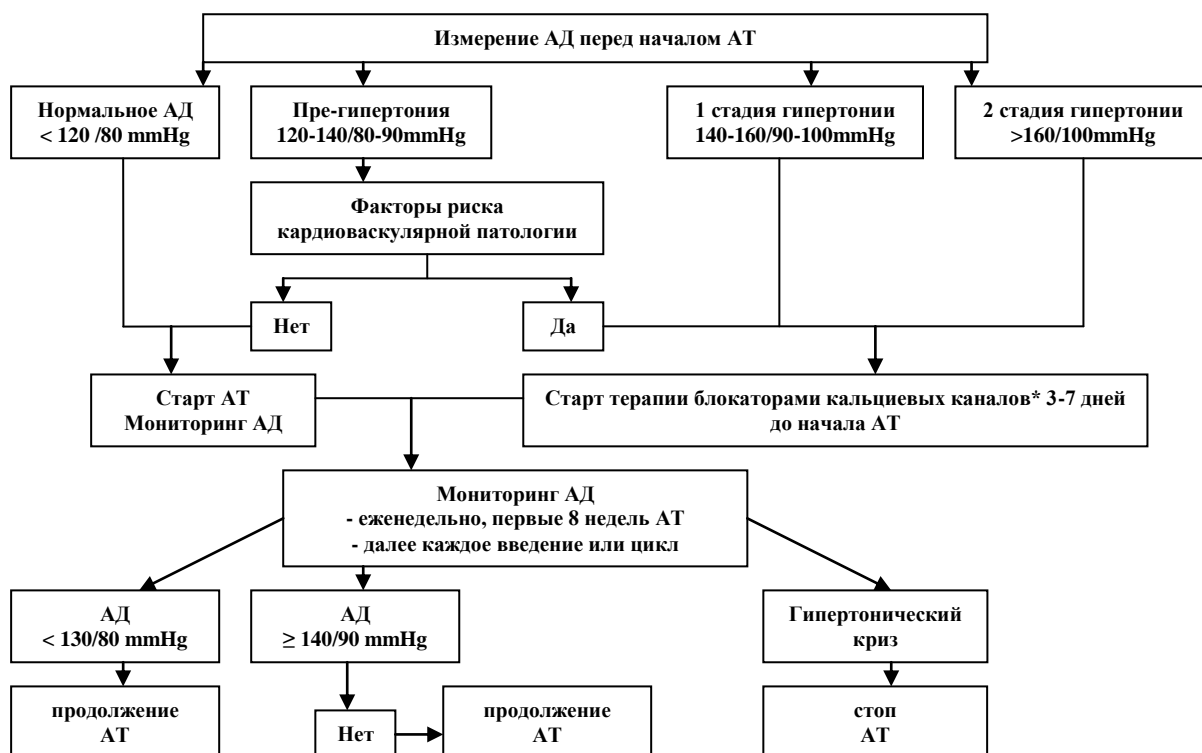 Измерение АД перед началом АТ
Нормальное АД
< 120 /80 mmHg
Пре-гипертония
120-140/80-90mmHg
1 стадия гипертонии
140-160/90-100mmHg
2 стадия гипертонии
>160/100mmHg
Факторы риска
кардиоваскулярной патологии
Нет
Да
Старт АТ
Мониторинг АД
Старт терапии блокаторами кальциевых каналов* 3-7 дней
до начала АТ
Мониторинг АД
- еженедельно, первые 8 недель АТ
- далее каждое введение или цикл
АД
< 130/80 mmHg
АД
≥ 140/90 mmHg
Гипертонический
криз
продолжение
АТ
Нет
продолжение
АТ
стоп
АТ